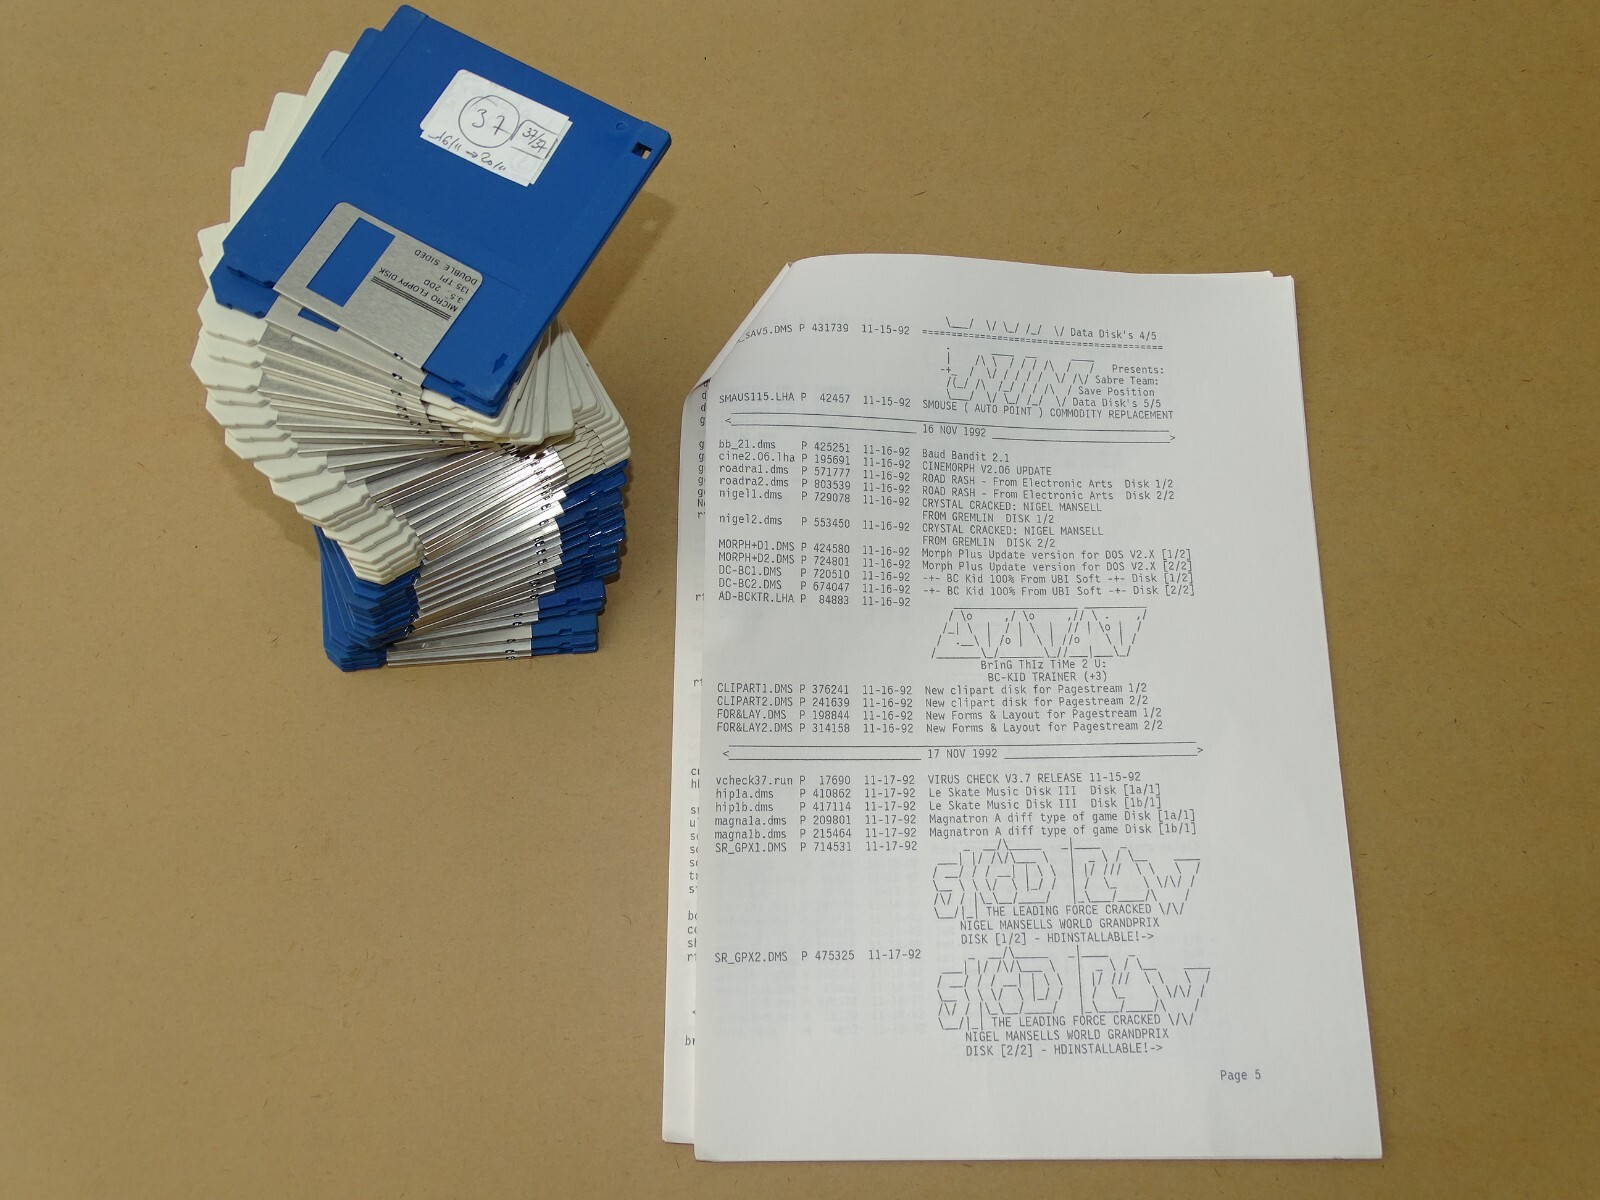 37
37/37
16/11 → 20/11
MICRO FLOPPY DISK
3.5" 2DD
135 TPI
DOUBLE SIDED
_SAV5.DMS P 431739 11-15-92 \/ Data Disk's 4/5
Presents:
Sabre Team:
Save Position
Data Disk's 5/5
SMAUS115.LHA P 42457 11-15-92 SMOUSE ( AUTO POINT ) COMMODITY REPLACEMENT
< 16 NOV 1992 >
bb_21.dms P 425251 11-16-92 Baud Bandit 2.1
cine2.06.lha P 195691 11-16-92 CINEMORPH V2.06 UPDATE
roadra1.dms P 571777 11-16-92 ROAD RASH - From Electronic Arts Disk 1/2
roadra2.dms P 803539 11-16-92 ROAD RASH - From Electronic Arts Disk 2/2
nigel1.dms P 729078 11-16-92 CRYSTAL CRACKED: NIGEL MANSELL
FROM GREMLIN DISK 1/2
nigel2.dms P 553450 11-16-92 CRYSTAL CRACKED: NIGEL MANSELL
FROM GREMLIN DISK 2/2
MORPH+D1.DMS P 424580 11-16-92 Morph Plus Update version for DOS V2.X [1/2]
MORPH+D2.DMS P 724801 11-16-92 Morph Plus Update version for DOS V2.X [2/2]
DC-BC1.DMS P 720510 11-16-92 -+- BC Kid 100% From UBI Soft -+- Disk [1/2]
DC-BC2.DMS P 674047 11-16-92 -+- BC Kid 100% From UBI Soft -+- Disk [2/2]
AD-BCKTR.LHA P 84883 11-16-92
BrInG ThIz TiMe 2 U:
BC-KID TRAINER (+3)
CLIPART1.DMS P 376241 11-16-92 New clipart disk for Pagestream 1/2
CLIPART2.DMS P 241639 11-16-92 New clipart disk for Pagestream 2/2
FOR&LAY.DMS P 198844 11-16-92 New Forms & Layout for Pagestream 1/2
FOR&LAY2.DMS P 314158 11-16-92 New Forms & Layout for Pagestream 2/2
< 17 NOV 1992 >
vcheck37.run P 17690 11-17-92 VIRUS CHECK V3.7 RELEASE 11-15-92
hip1a.dms P 410862 11-17-92 Le Skate Music Disk III Disk [1a/1]
hip1b.dms P 417114 11-17-92 Le Skate Music Disk III Disk [1b/1]
magna1a.dms P 209801 11-17-92 Magnatron A diff type of game Disk [1a/1]
magna1b.dms P 215464 11-17-92 Magnatron A diff type of game Disk [1b/1]
SR_GPX1.DMS P 714531 11-17-92
SKID ROW
THE LEADING FORCE CRACKED
NIGEL MANSELLS WORLD GRANDPRIX
DISK [1/2] - HDINSTALLABLE!->
SR_GPX2.DMS P 475325 11-17-92
SKID ROW
THE LEADING FORCE CRACKED
NIGEL MANSELLS WORLD GRANDPRIX
DISK [2/2] - HDINSTALLABLE!->
Page 5